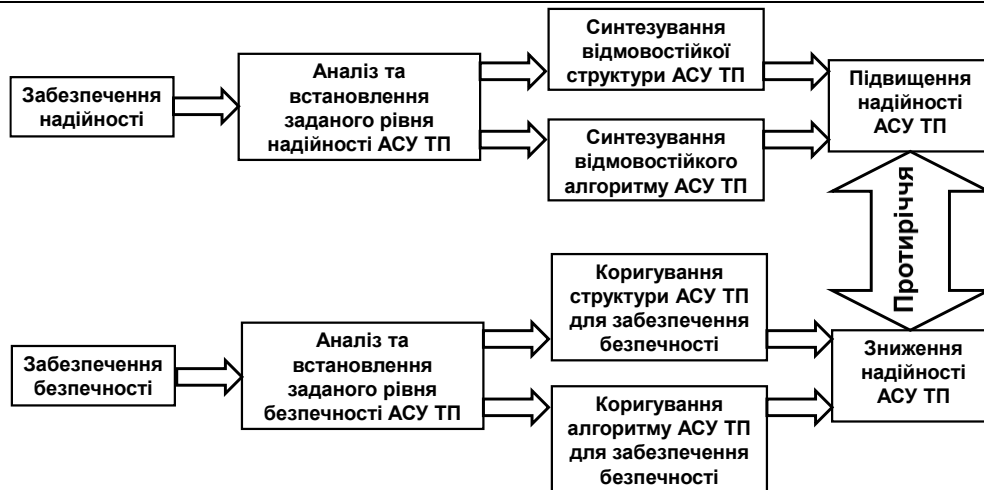 Забезпечення
надійності
Аналіз та
встановлення
заданого рівня
надійності АСУ ТП
Синтезування
відмовостійкої
структури АСУ ТП
Синтезування
відмовостійкого
алгоритму АСУ ТП
Підвищення
надійності
АСУ ТП
Протиріччя
Забезпечення
безпечності
Аналіз та
встановлення
заданого рівня
безпечності АСУ ТП
Коригування
структури АСУ ТП
для забезпечення
безпечності
Коригування
алгоритму АСУ ТП
для забезпечення
безпечності
Зниження
надійності
АСУ ТП